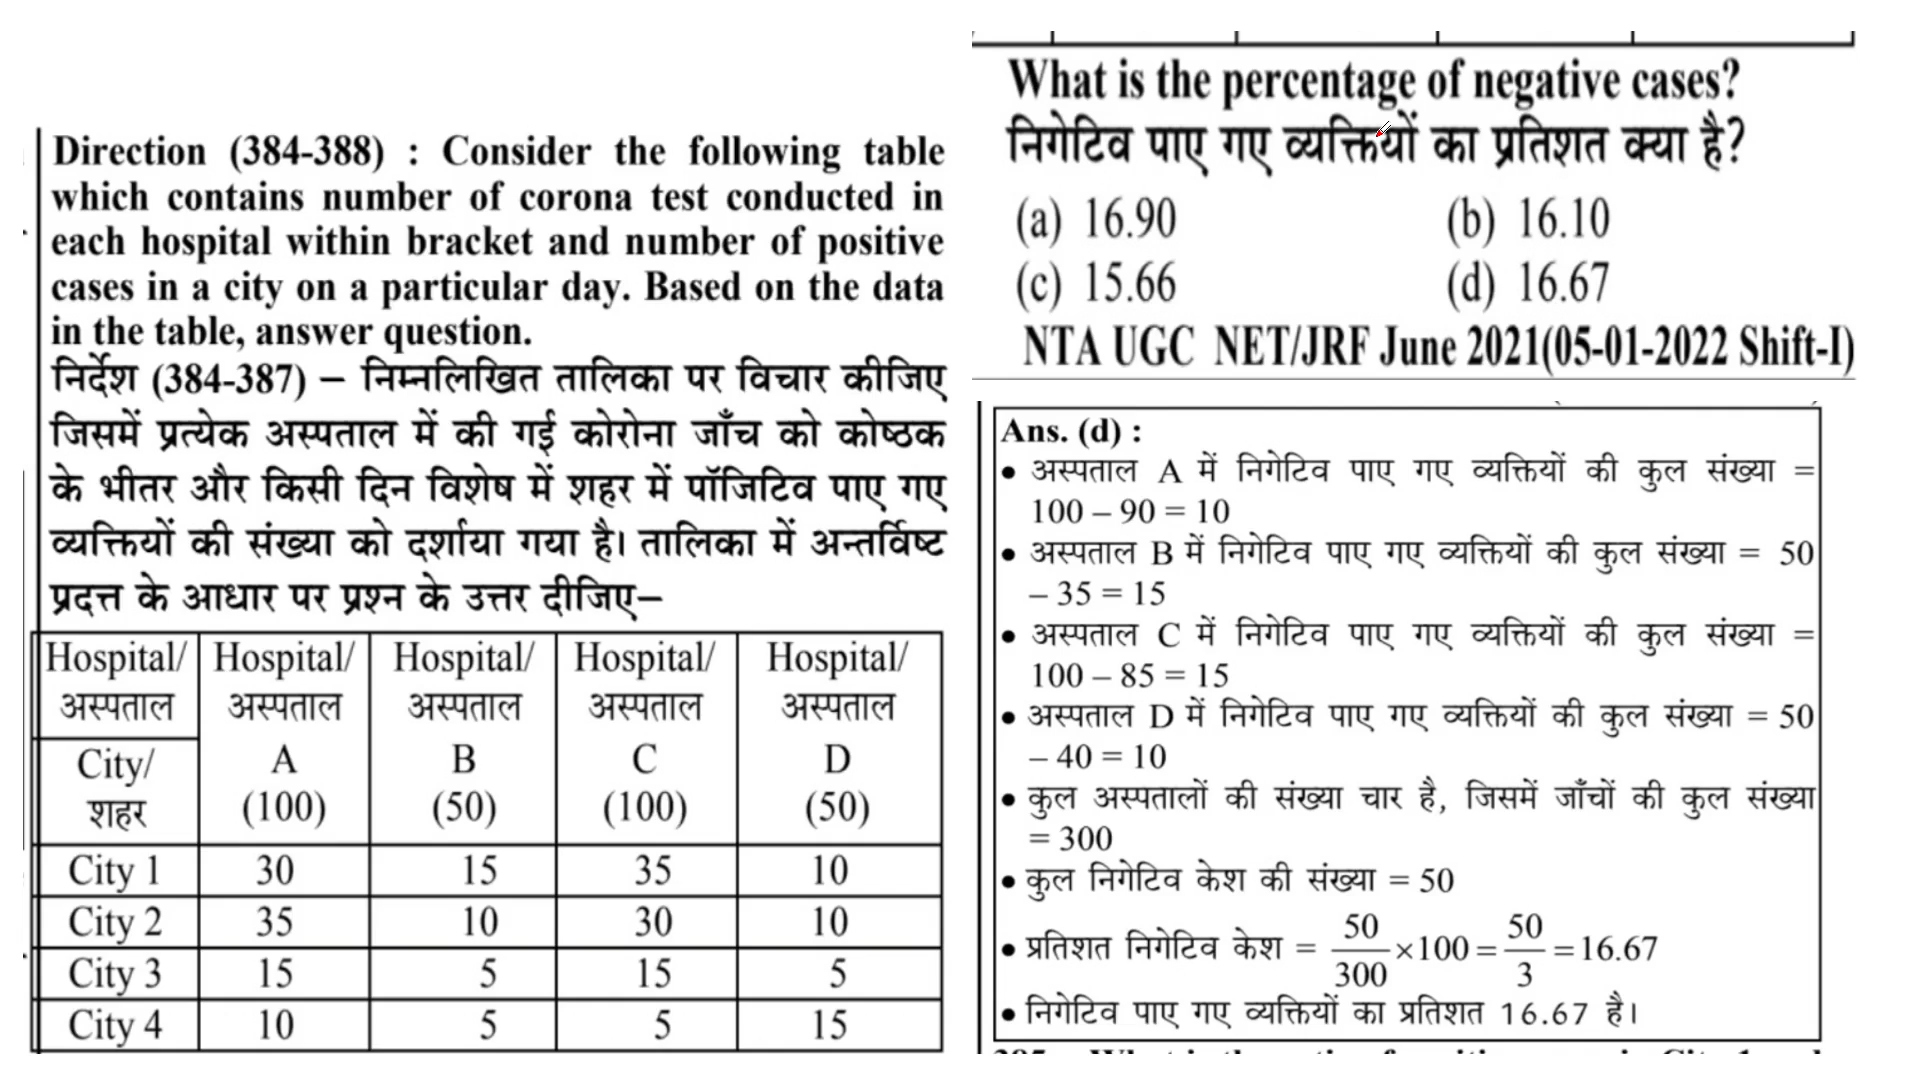 Direction (384-388) : Consider the following table
which contains number of corona test conducted in
each hospital within bracket and number of positive
cases in a city on a particular day. Based on the data
in the table, answer question.
निर्देश (384-387) – निम्नलिखित तालिका पर विचार कीजिए
जिसमें प्रत्येक अस्पताल में की गई कोरोना जाँच को कोष्ठक
के भीतर और किसी दिन विशेष में शहर में पॉजिटिव पाए गए
व्यक्तियों की संख्या को दर्शाया गया है। तालिका में अन्तर्विष्ट
प्रदत्त के आधार पर प्रश्न के उत्तर दीजिए–
Hospital/ Hospital/ Hospital/ Hospital/ Hospital/
अस्पताल अस्पताल अस्पताल अस्पताल अस्पताल
City/ A B C D
शहर (100) (50) (100) (50)
City 1 30 15 35 10
City 2 35 10 30 10
City 3 15 5 15 5
City 4 10 5 5 15
What is the percentage of negative cases?
निगेटिव पाए गए व्यक्तियों का प्रतिशत क्या है?
(a) 16.90 (b) 16.10
(c) 15.66 (d) 16.67
NTA UGC NET/JRF June 2021(05-01-2022 Shift-I)
Ans. (d) :
• अस्पताल A में निगेटिव पाए गए व्यक्तियों की कुल संख्या =
100 – 90 = 10
• अस्पताल B में निगेटिव पाए गए व्यक्तियों की कुल संख्या = 50
– 35 = 15
• अस्पताल C में निगेटिव पाए गए व्यक्तियों की कुल संख्या =
100 – 85 = 15
• अस्पताल D में निगेटिव पाए गए व्यक्तियों की कुल संख्या = 50
– 40 = 10
• कुल अस्पतालों की संख्या चार है, जिसमें जाँचों की कुल संख्या
= 300
• कुल निगेटिव केश की संख्या = 50
• प्रतिशत निगेटिव केश = 50/300 ×100 = 50/3 = 16.67
• निगेटिव पाए गए व्यक्तियों का प्रतिशत 16.67 है।